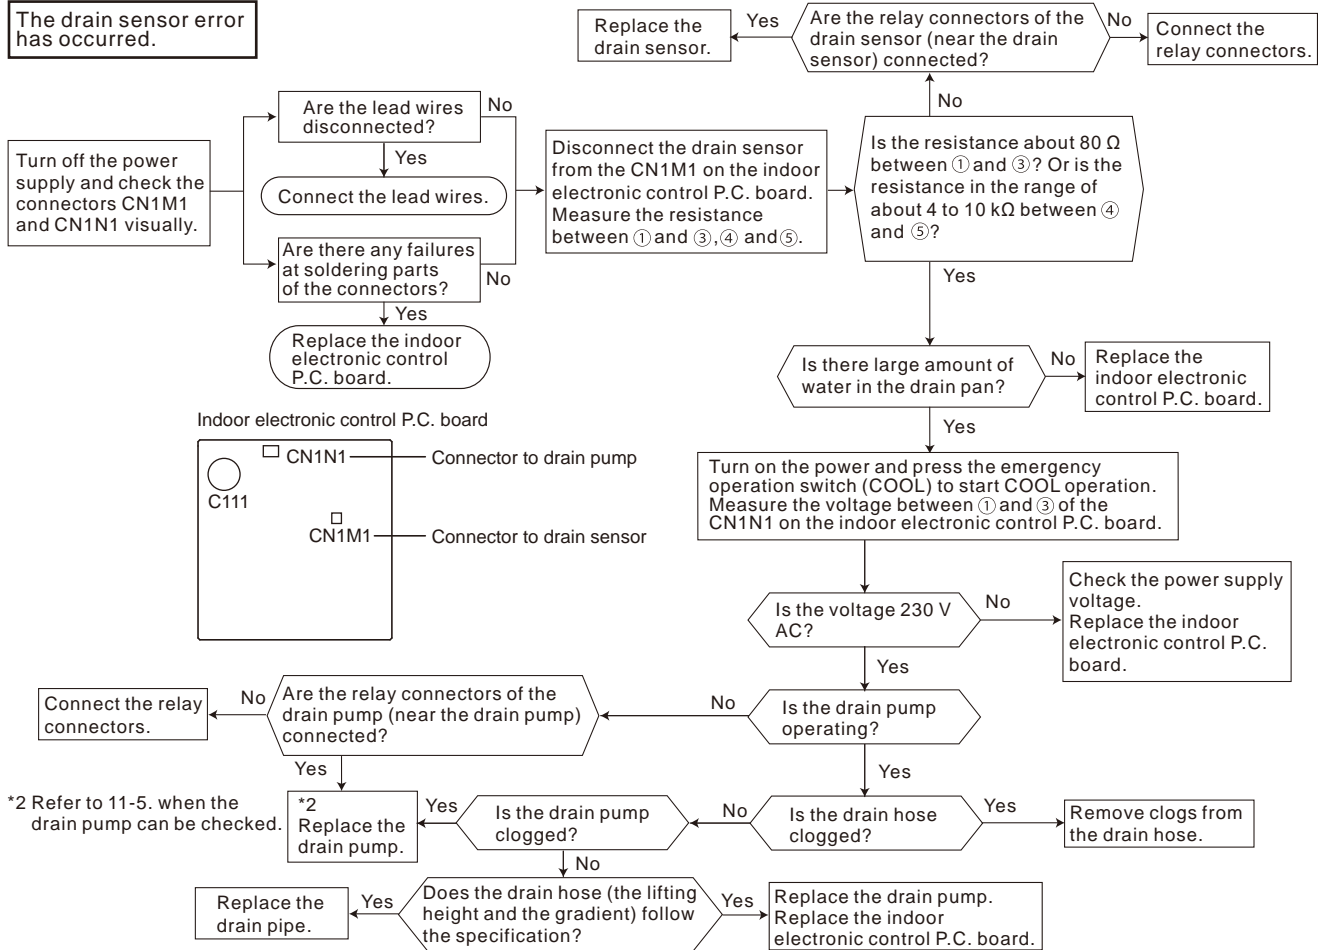 The drain sensor error
has occurred.
Replace the
drain sensor.
Yes
Are the relay connectors of the
drain sensor (near the drain
sensor) connected?
No
Connect the
relay connectors.
No
Turn off the power
supply and check the
connectors CN1M1
and CN1N1 visually.
Are the lead wires
disconnected?
No
Yes
Connect the lead wires.
Are there any failures
at soldering parts
of the connectors?
No
Yes
Replace the indoor
electronic control
P.C. board.
Disconnect the drain sensor
from the CN1M1 on the indoor
electronic control P.C. board.
Measure the resistance
between ① and ③, ④ and ⑤.
Is the resistance about 80 Ω
between ① and ③? Or is the
resistance in the range of
about 4 to 10 kΩ between ④
and ⑤?
Yes
Is there large amount of
water in the drain pan?
No
Replace the
indoor electronic
control P.C. board.
Yes
Indoor electronic control P.C. board
CN1N1
Connector to drain pump
C111
CN1M1
Connector to drain sensor
Turn on the power and press the emergency
operation switch (COOL) to start COOL operation.
Measure the voltage between ① and ③ of the
CN1N1 on the indoor electronic control P.C. board.
Is the voltage 230 V
AC?
No
Check the power supply
voltage.
Replace the indoor
electronic control P.C.
board.
Yes
Is the drain pump
operating?
No
Are the relay connectors of the
drain pump (near the drain pump)
connected?
No
Connect the relay
connectors.
Yes
Yes
*2 Refer to 11-5. when the
drain pump can be checked.
*2
Replace the
drain pump.
Yes
Is the drain pump
clogged?
No
Is the drain hose
clogged?
Yes
Remove clogs from
the drain hose.
No
Replace the
drain pipe.
Yes
Does the drain hose (the lifting
height and the gradient) follow
the specification?
Yes
Replace the drain pump.
Replace the indoor
electronic control P.C. board.